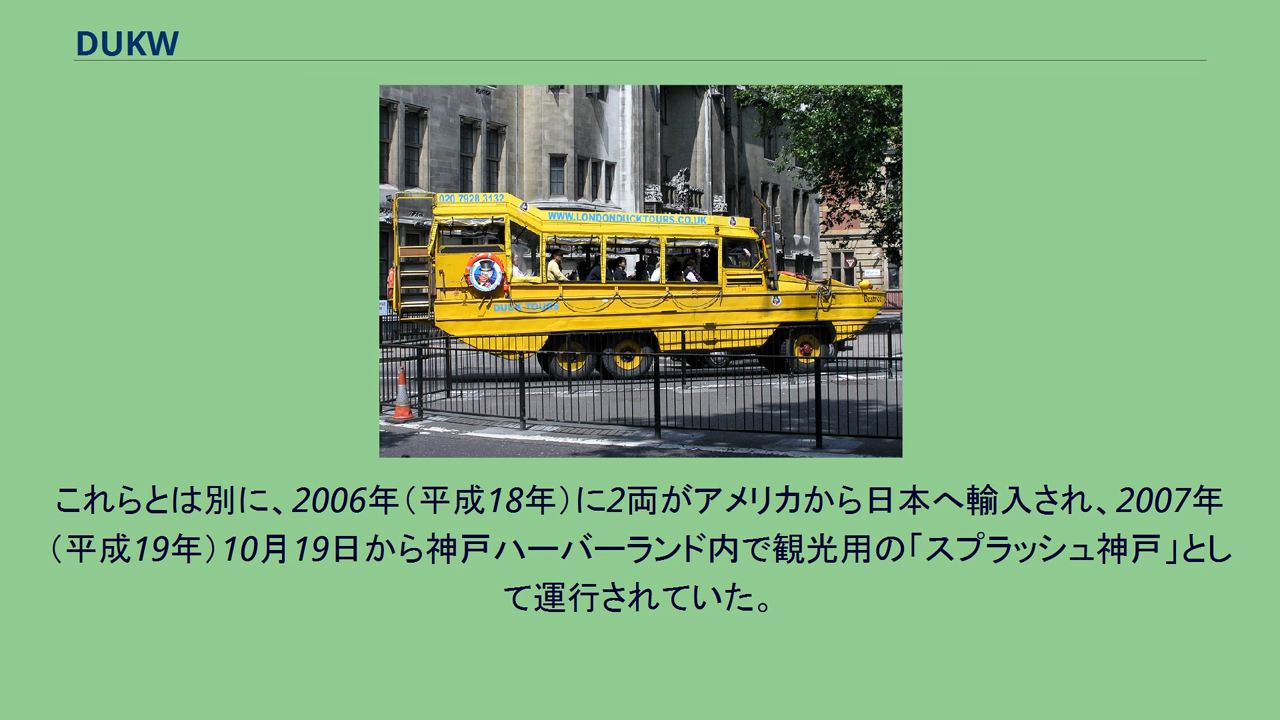 DUKW
020 7928 3132
WWW.LONDONDUCKTOURS.CO.UK
DUCK TOURS
Beatrice
これらとは別に、2006年（平成18年）に2両がアメリカから日本へ輸入され、2007年
（平成19年）10月19日から神戸ハーバーランド内で観光用の「スプラッシュ神戸」とし
て運行されていた。